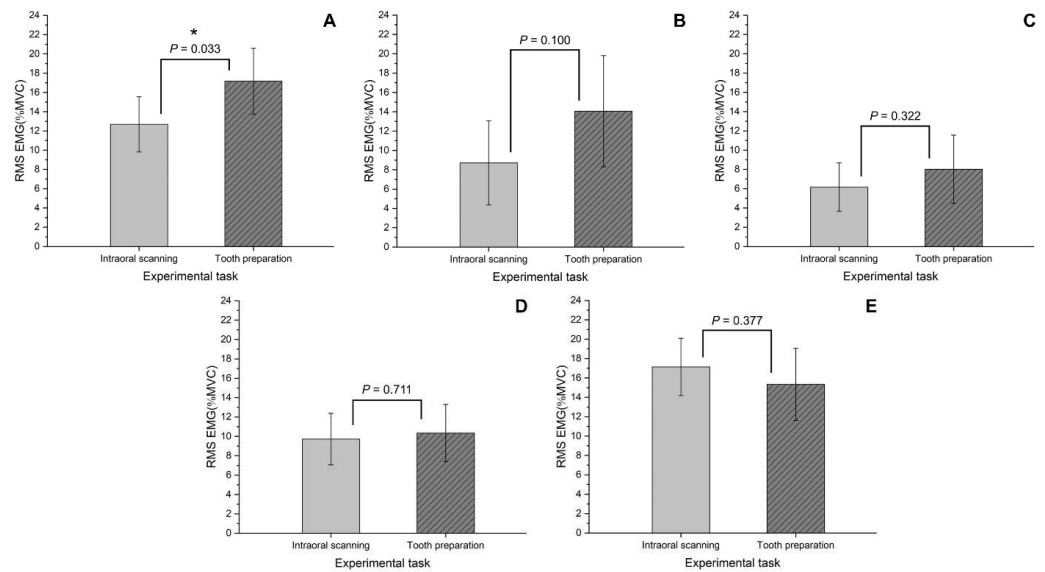 A
*
P = 0.033
RMS EMG(%MVC)
24
22
20
18
16
14
12
10
8
6
4
2
0
Intraoral scanning
Tooth preparation
Experimental task
B
P = 0.100
RMS EMG(%MVC)
24
22
20
18
16
14
12
10
8
6
4
2
0
Intraoral scanning
Tooth preparation
Experimental task
C
P = 0.322
RMS EMG(%MVC)
24
22
20
18
16
14
12
10
8
6
4
2
0
Intraoral scanning
Tooth preparation
Experimental task
D
P = 0.711
RMS EMG(%MVC)
24
22
20
18
16
14
12
10
8
6
4
2
0
Intraoral scanning
Tooth preparation
Experimental task
E
P = 0.377
RMS EMG(%MVC)
24
22
20
18
16
14
12
10
8
6
4
2
0
Intraoral scanning
Tooth preparation
Experimental task